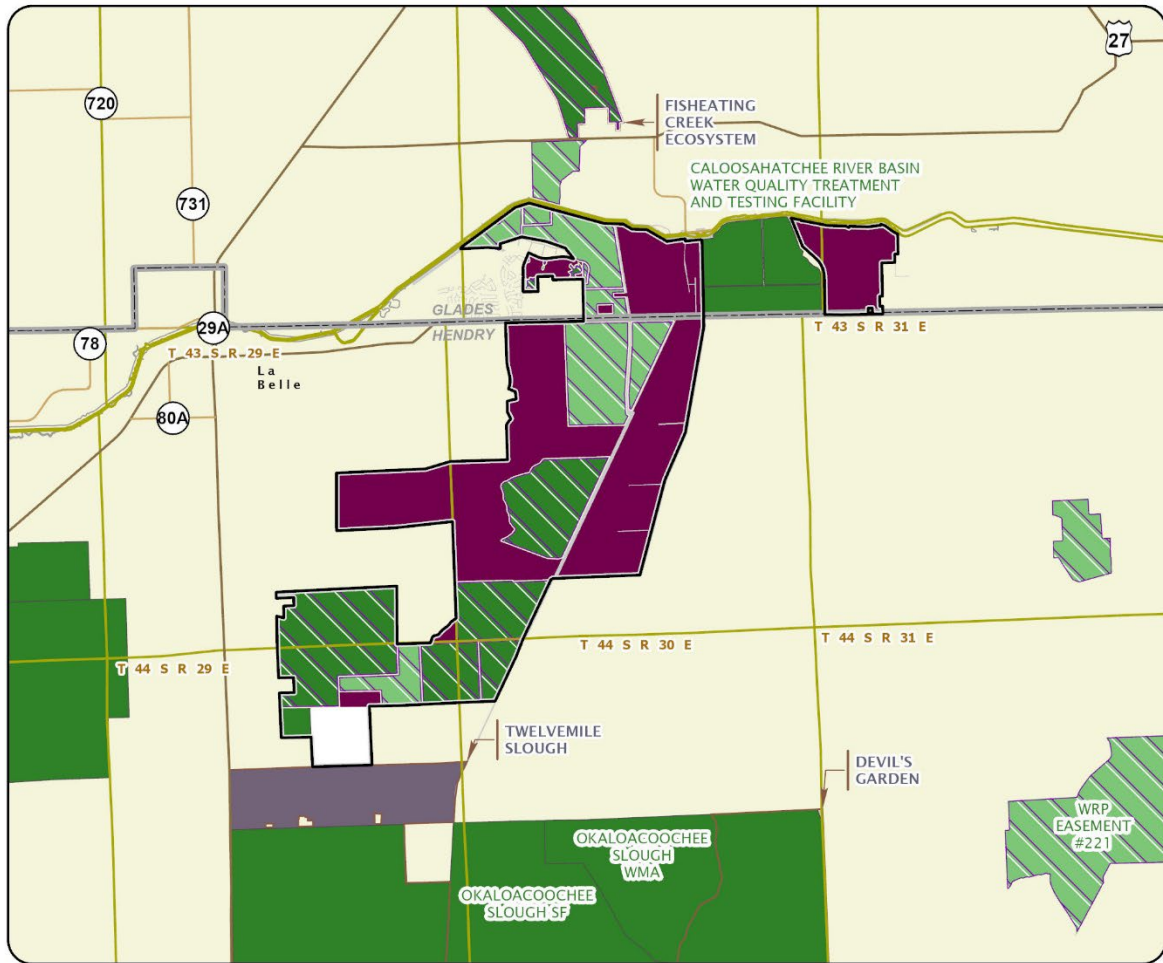 27
720
FISHEATING
CREEK
ECOSYSTEM
CALOOSAHATCHEE RIVER BASIN
WATER QUALITY TREATMENT
AND TESTING FACILITY
731
GLADES
HENDRY
29A
78
T 43 S R 29 E
T 43 S R 31 E
La
Belle
80A
T 44 S R 29 E
T 44 S R 30 E
T 44 S R 31 E
TWELVEMILE
SLOUGH
DEVIL'S
GARDEN
WRP
EASEMENT
#221
OKALOACOOCHEE
SLOUGH
WMA
OKALOACOOCHEE
SLOUGH SF